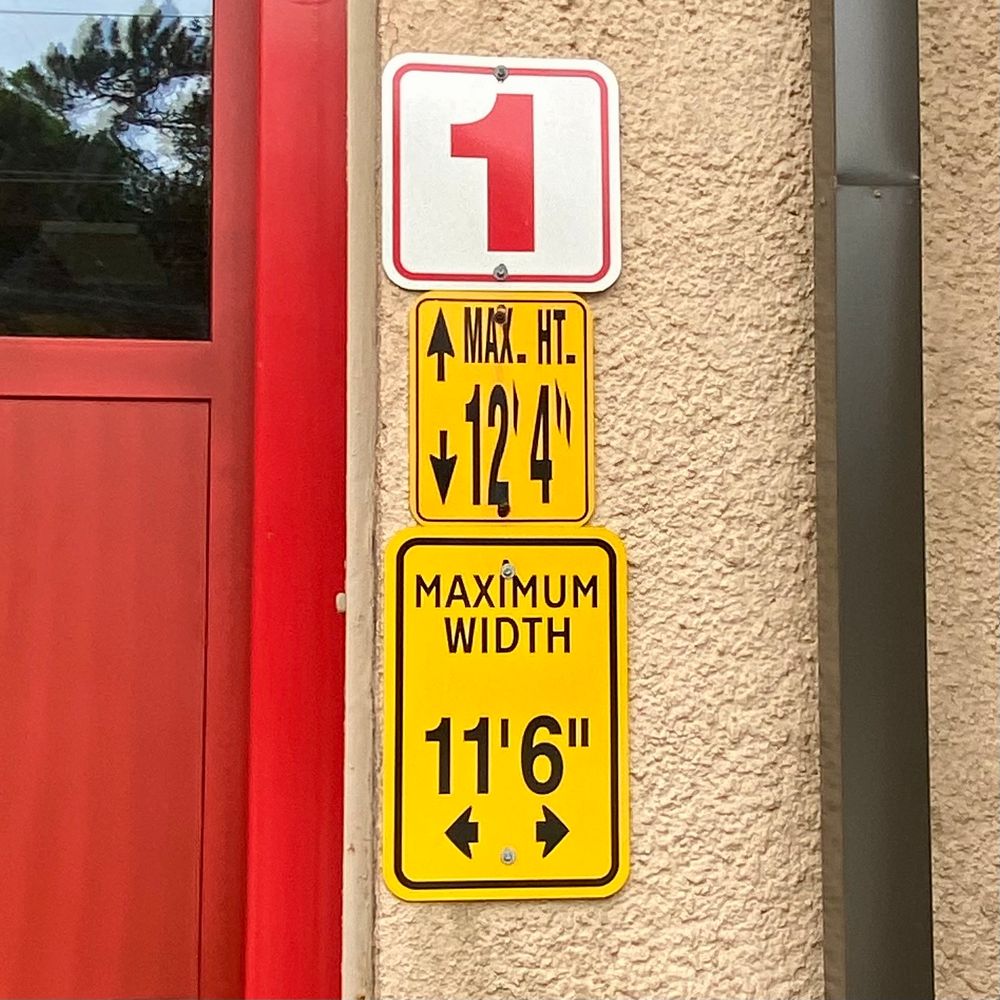 1
MAX. HT.
12' 4"
MAXIMUM
WIDTH
11'6"